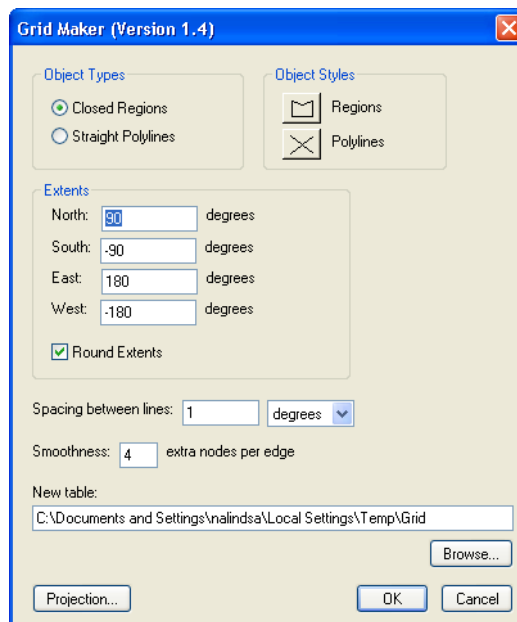 Grid Maker (Version 1.4)
Object Types
Closed Regions
Straight Polylines
Object Styles
Regions
Polylines
Extents
North: 90 degrees
South: -90 degrees
East: 180 degrees
West: -180 degrees
Round Extents
Spacing between lines: 1 degrees
Smoothness: 4 extra nodes per edge
New table:
C:\Documents and Settings\nalindsa\Local Settings\Temp\Grid
Browse...
Projection... OK Cancel